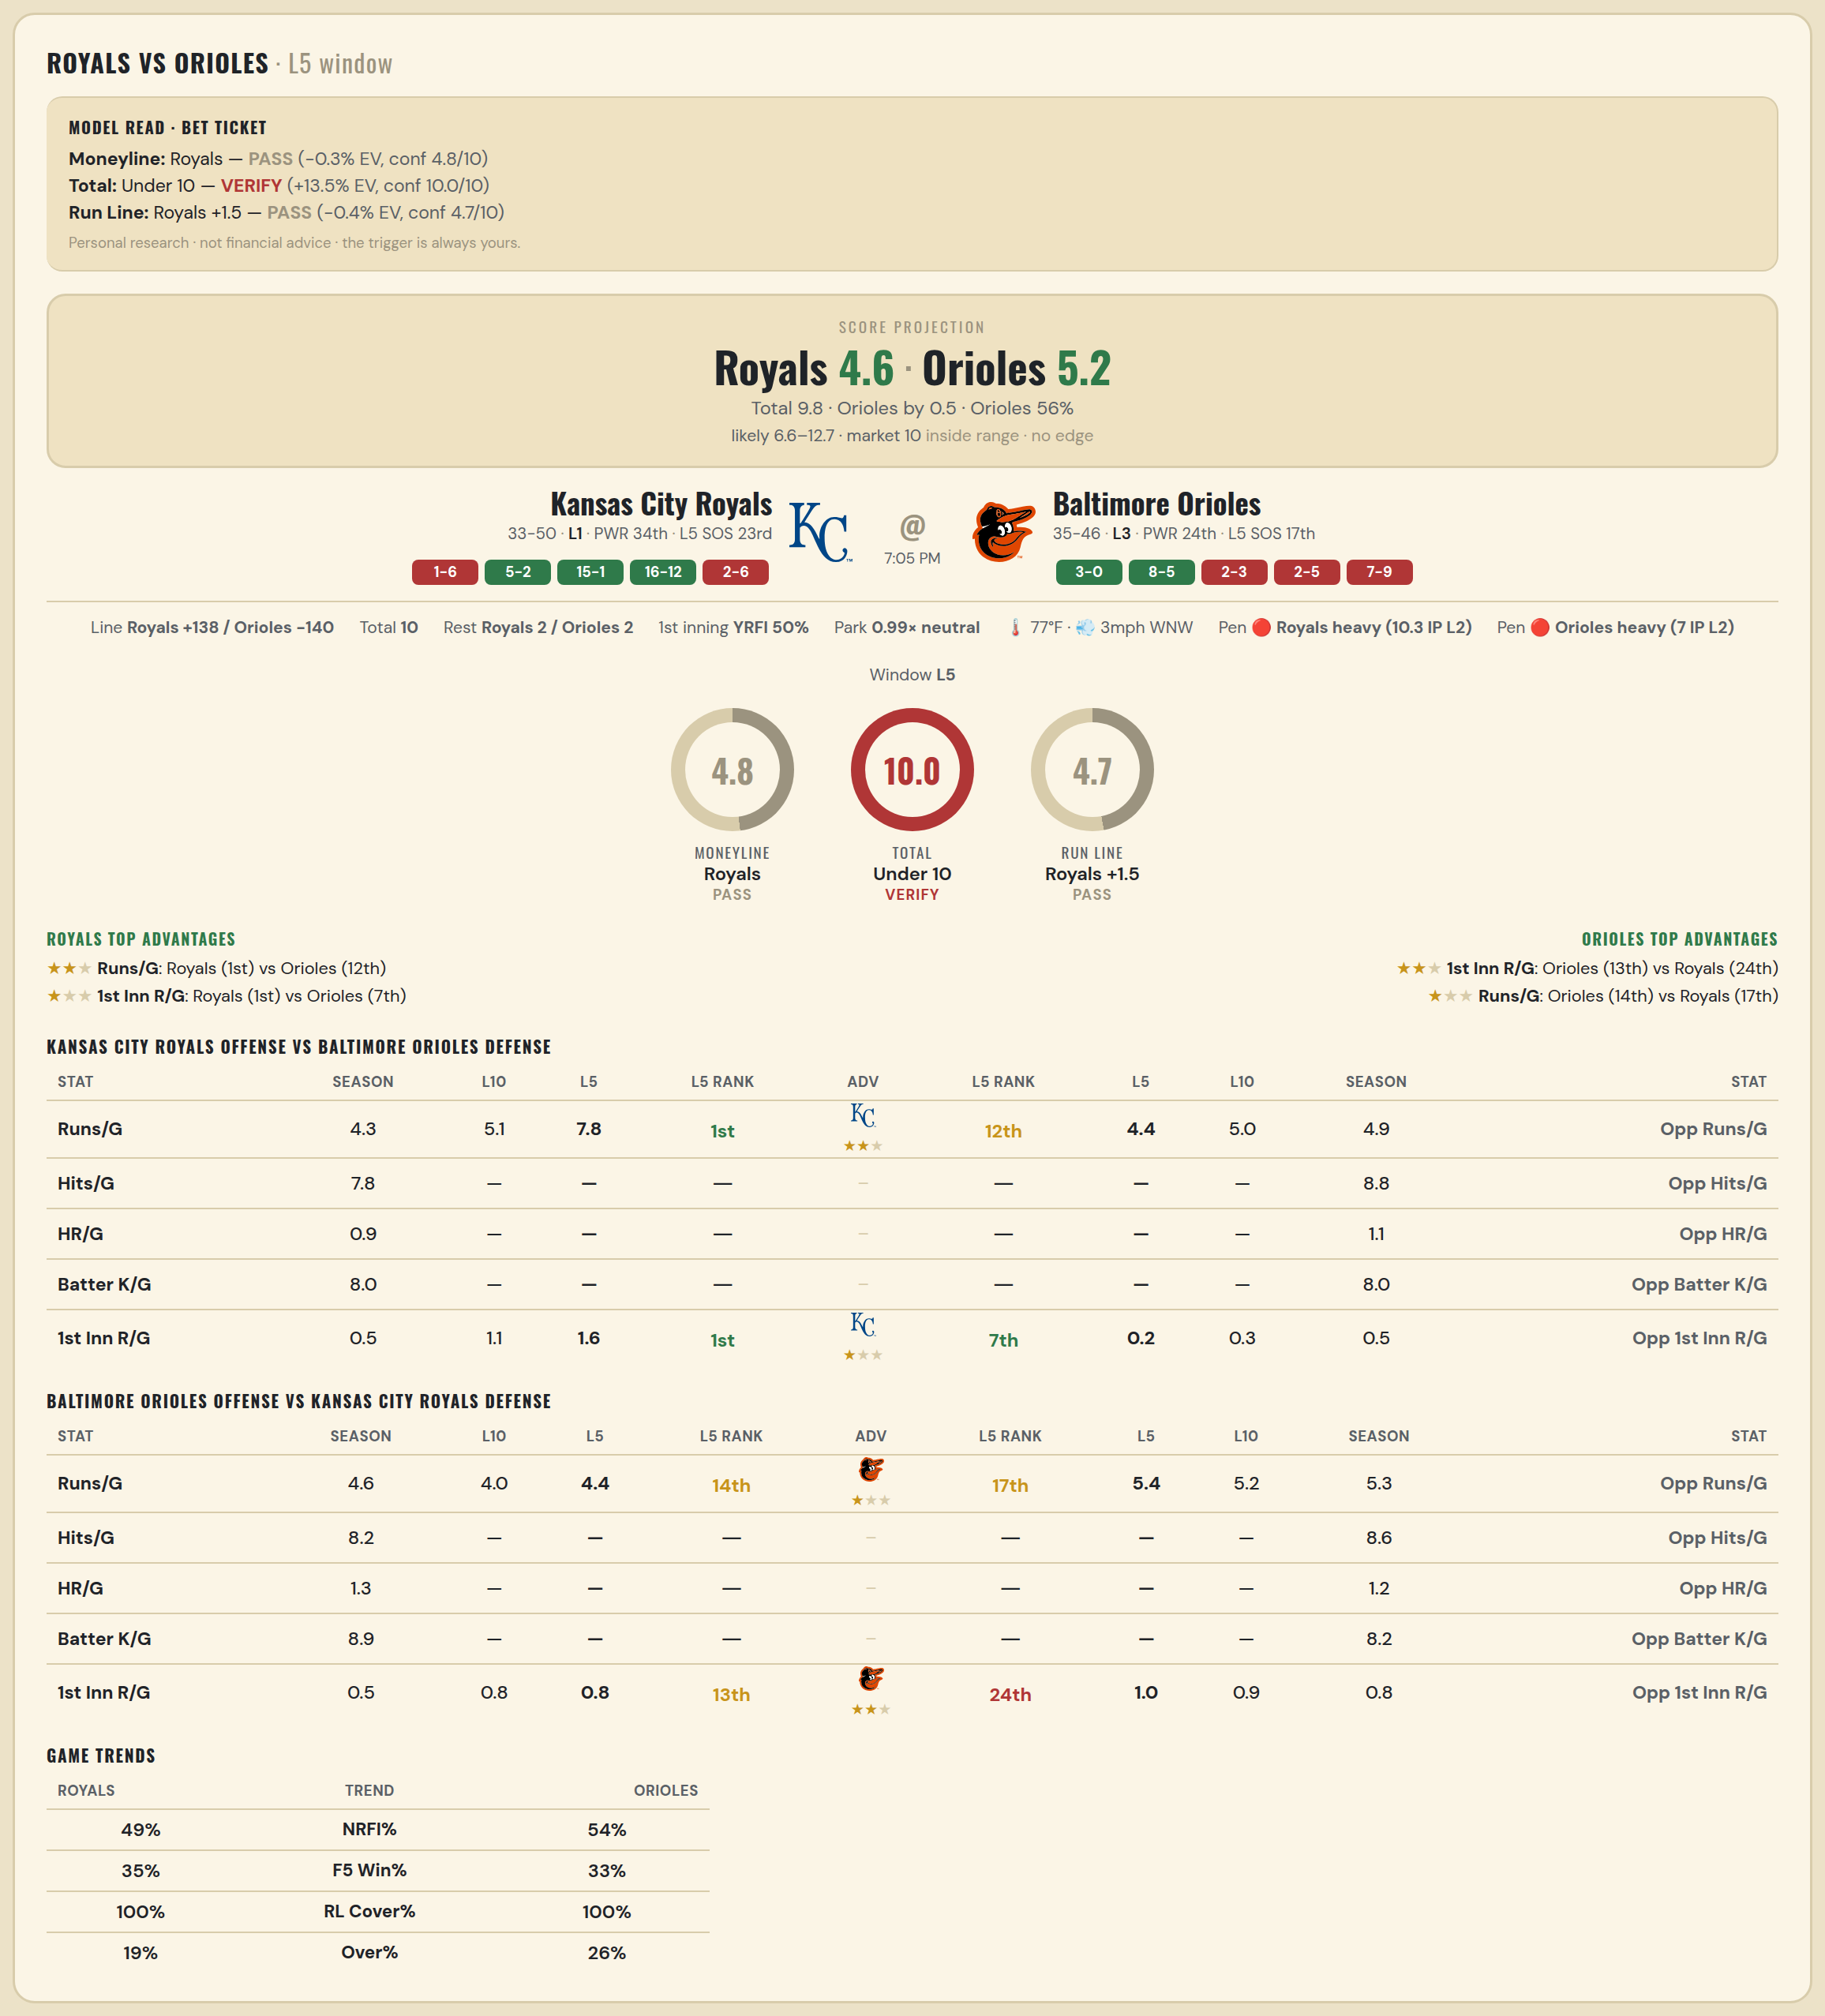 ROYALS VS ORIOLES · L5 window
MODEL READ · BET TICKET
Moneyline: Royals — PASS (−0.3% EV, conf 4.8/10)
Total: Under 10 — VERIFY (+13.5% EV, conf 10.0/10)
Run Line: Royals +1.5 — PASS (−0.4% EV, conf 4.7/10)
Personal research · not financial advice · the trigger is always yours.
SCORE PROJECTION
Royals 4.6 · Orioles 5.2
Total 9.8 · Orioles by 0.5 · Orioles 56%
likely 6.6–12.7 · market 10 inside range · no edge
Kansas City Royals
33-50 · L1 · PWR 34th · L5 SOS 23rd
1-6 5-2 15-1 16-12 2-6
KC
@
7:05 PM
Baltimore Orioles
35-46 · L3 · PWR 24th · L5 SOS 17th
3-0 8-5 2-3 2-5 7-9
Line Royals +138 / Orioles −140 Total 10 Rest Royals 2 / Orioles 2 1st inning YRFI 50% Park 0.99× neutral 🌡️ 77°F · 💨 3mph WNW Pen 🔴 Royals heavy (10.3 IP L2) Pen 🔴 Orioles heavy (7 IP L2)
Window L5
4.8 10.0 4.7
MONEYLINE TOTAL RUN LINE
Royals Under 10 Royals +1.5
PASS VERIFY PASS
ROYALS TOP ADVANTAGES
★★★ Runs/G: Royals (1st) vs Orioles (12th)
★★★ 1st Inn R/G: Royals (1st) vs Orioles (7th)
ORIOLES TOP ADVANTAGES
★★★ 1st Inn R/G: Orioles (13th) vs Royals (24th)
★★★ Runs/G: Orioles (14th) vs Royals (17th)
KANSAS CITY ROYALS OFFENSE VS BALTIMORE ORIOLES DEFENSE
STAT SEASON L10 L5 L5 RANK ADV L5 RANK L5 L10 SEASON STAT
Runs/G 4.3 5.1 7.8 1st KC ★★★ 12th 4.4 5.0 4.9 Opp Runs/G
Hits/G 7.8 — — — – — — — 8.8 Opp Hits/G
HR/G 0.9 — — — – — — — 1.1 Opp HR/G
Batter K/G 8.0 — — — – — — — 8.0 Opp Batter K/G
1st Inn R/G 0.5 1.1 1.6 1st KC ★★★ 7th 0.2 0.3 0.5 Opp 1st Inn R/G
BALTIMORE ORIOLES OFFENSE VS KANSAS CITY ROYALS DEFENSE
STAT SEASON L10 L5 L5 RANK ADV L5 RANK L5 L10 SEASON STAT
Runs/G 4.6 4.0 4.4 14th ★★★ 17th 5.4 5.2 5.3 Opp Runs/G
Hits/G 8.2 — — — – — — — 8.6 Opp Hits/G
HR/G 1.3 — — — – — — — 1.2 Opp HR/G
Batter K/G 8.9 — — — – — — — 8.2 Opp Batter K/G
1st Inn R/G 0.5 0.8 0.8 13th ★★★ 24th 1.0 0.9 0.8 Opp 1st Inn R/G
GAME TRENDS
ROYALS TREND ORIOLES
49% NRFI% 54%
35% F5 Win% 33%
100% RL Cover% 100%
19% Over% 26%